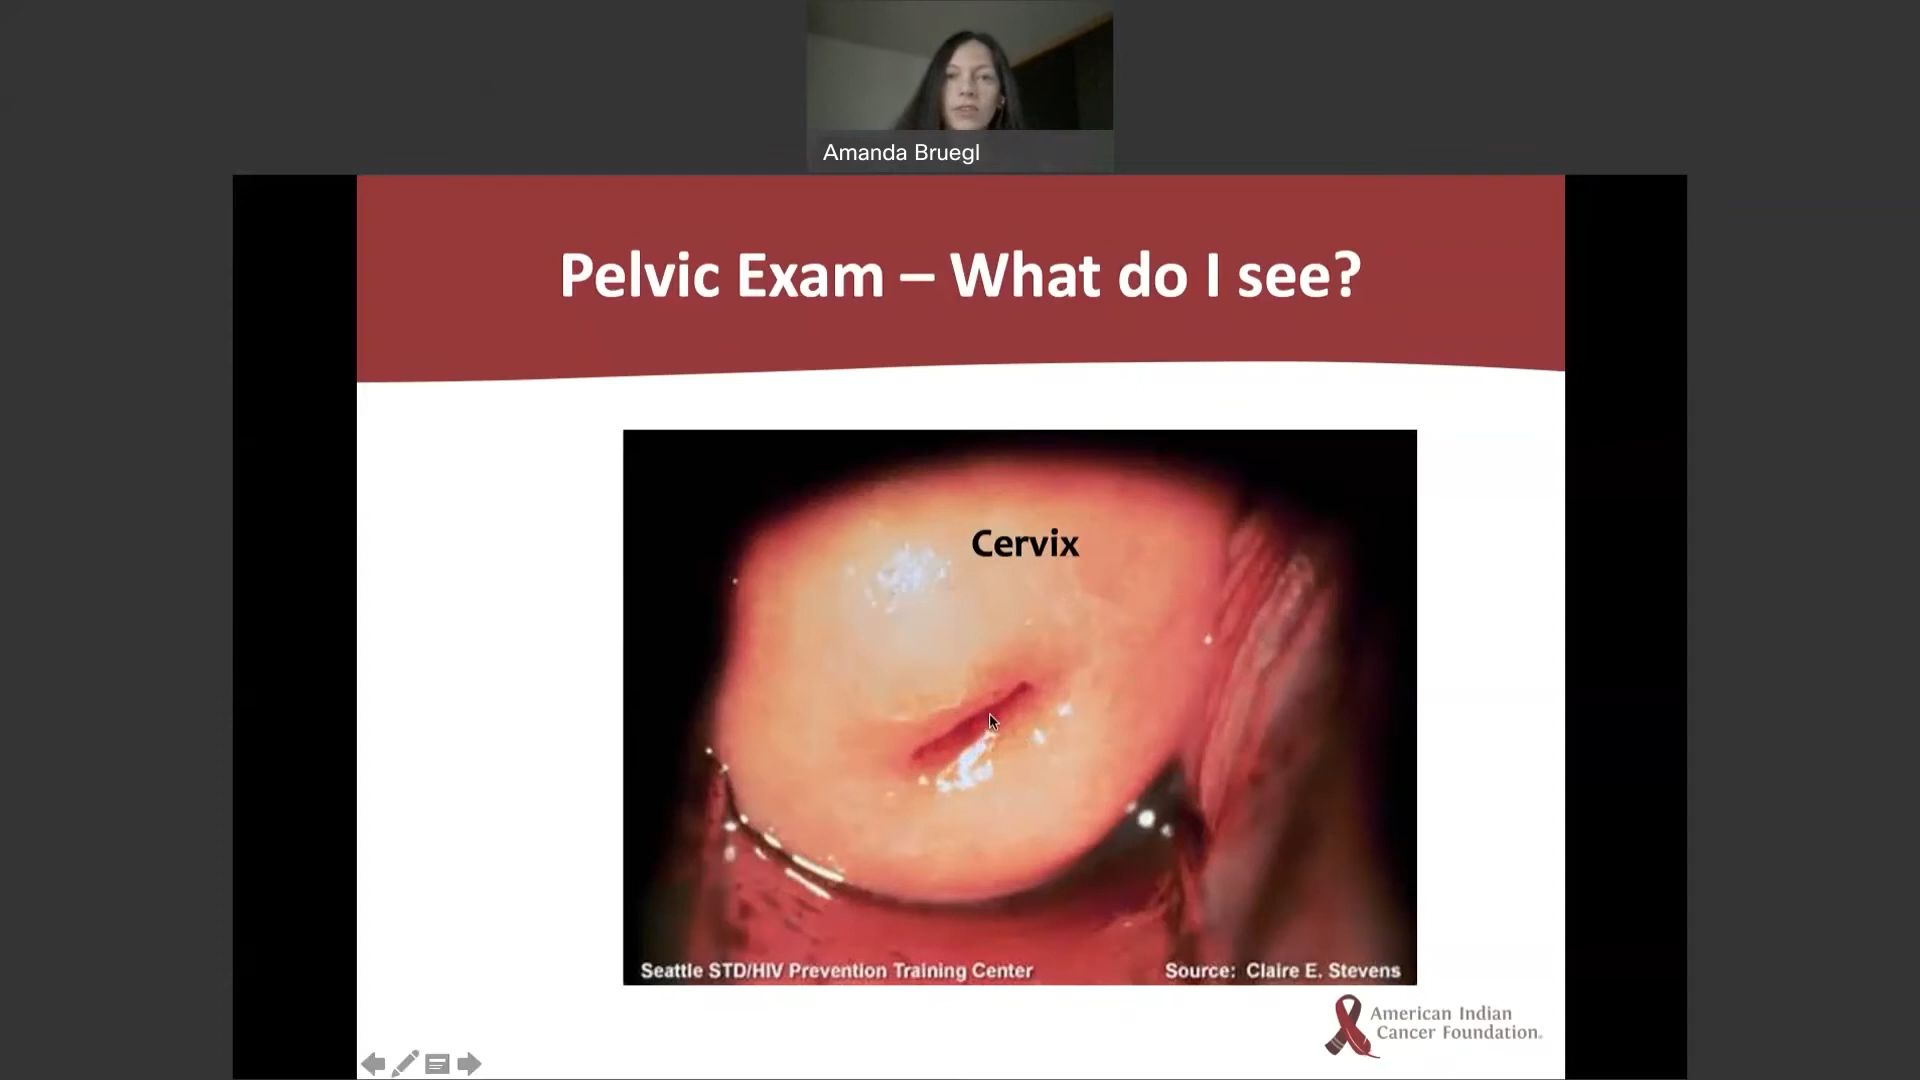 Amanda Bruegl
Pelvic Exam – What do I see?
Cervix
Seattle STD/HIV Prevention Training Center
Source: Claire E. Stevens
American Indian
Cancer Foundation.